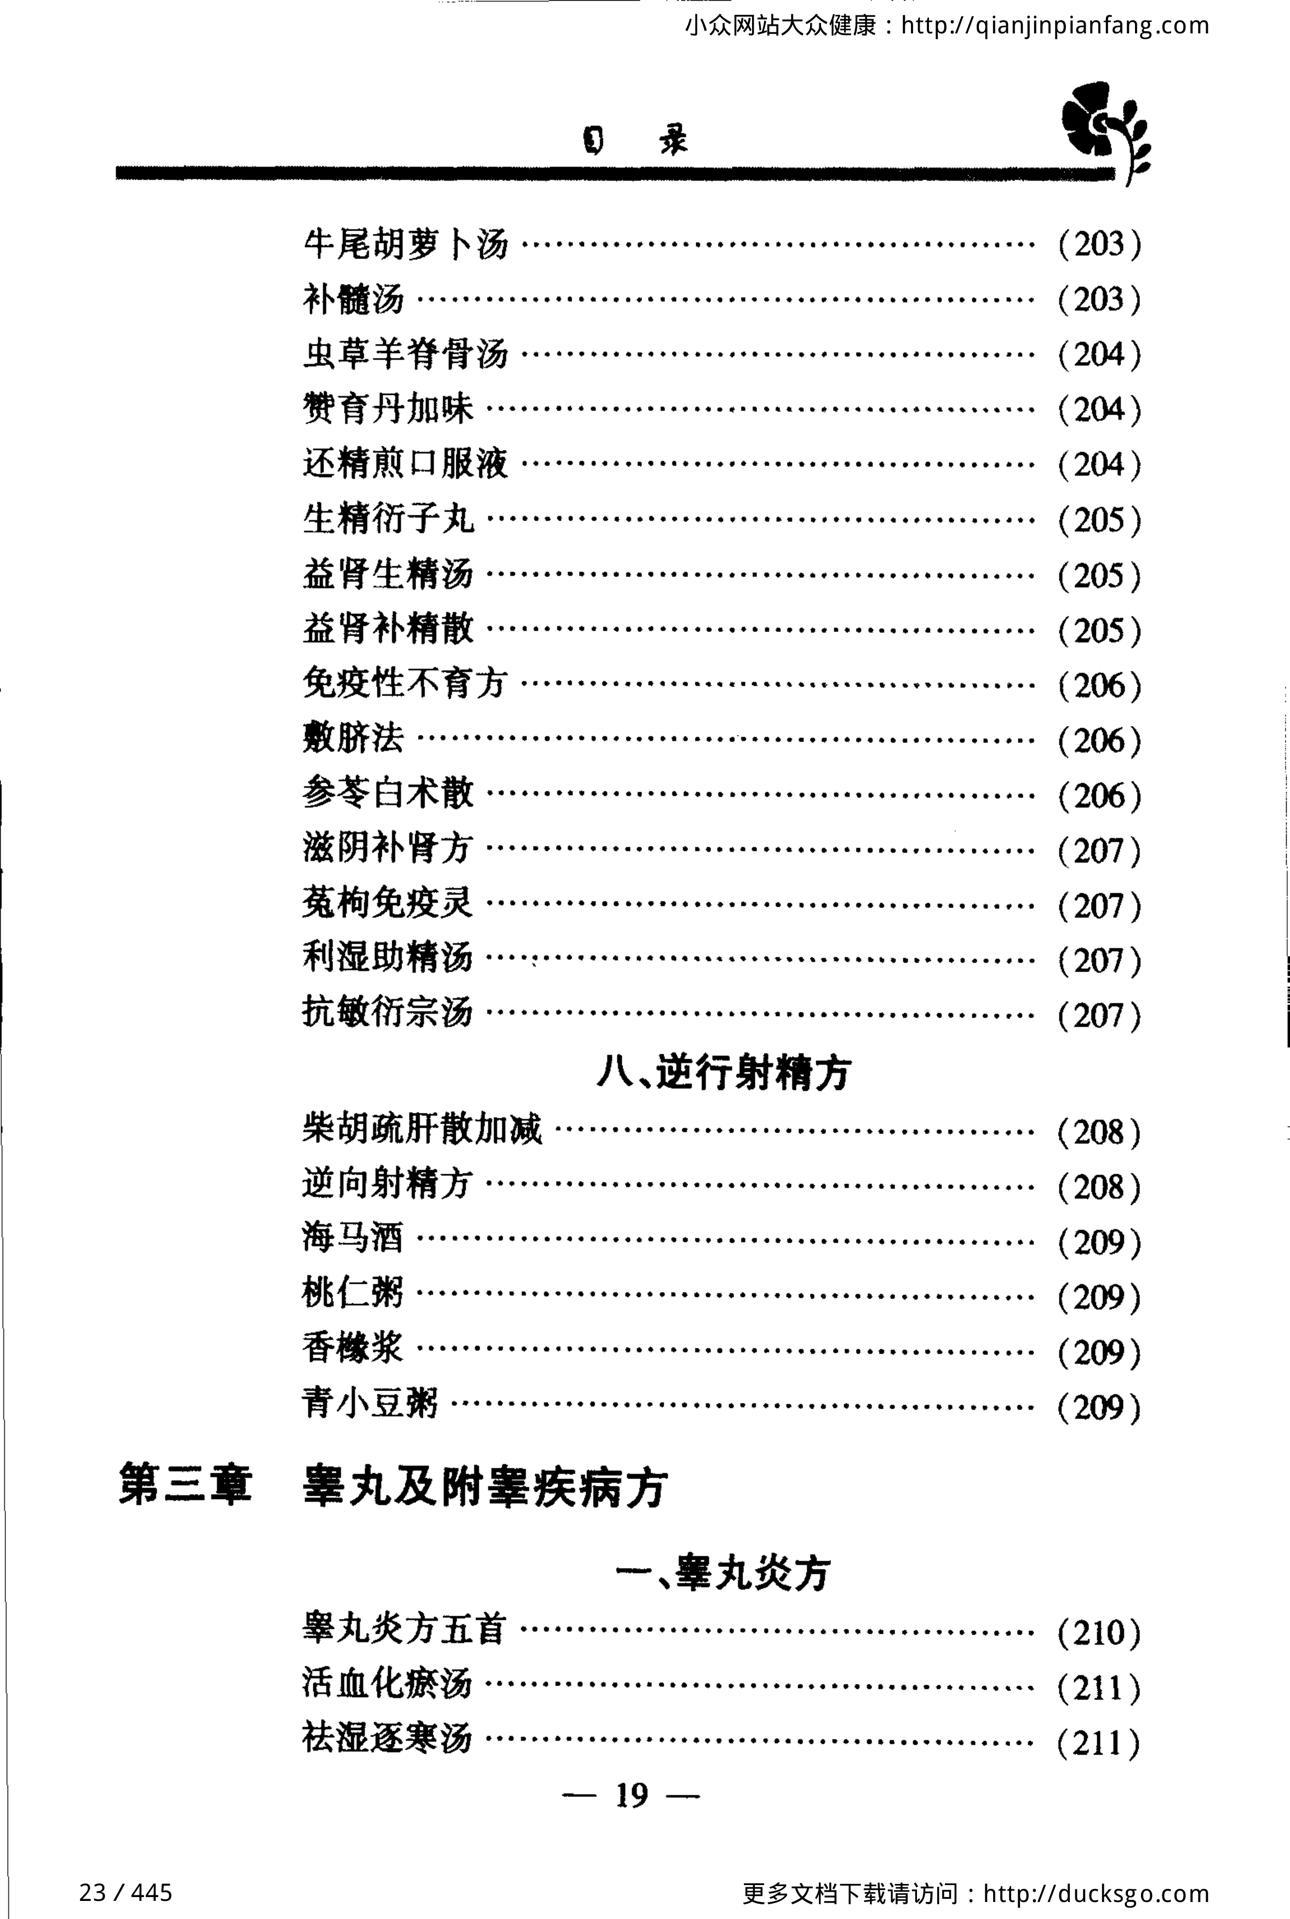 小众网站大众健康：http://qianjinpianfang.com
目 录
牛尾胡萝卜汤……………………………………………（203）
补髓汤……………………………………………（203）
虫草羊脊骨汤……………………………………………（204）
赞育丹加味……………………………………………（204）
还精煎口服液……………………………………………（204）
生精衍子丸……………………………………………（205）
益肾生精汤……………………………………………（205）
益肾补精散……………………………………………（205）
免疫性不育方……………………………………………（206）
敷脐法……………………………………………（206）
参苓白术散……………………………………………（206）
滋阴补肾方……………………………………………（207）
菟枸免疫灵……………………………………………（207）
利湿助精汤……………………………………………（207）
抗敏衍宗汤……………………………………………（207）
八、逆行射精方
柴胡疏肝散加减……………………………………………（208）
逆向射精方……………………………………………（208）
海马酒……………………………………………（209）
桃仁粥……………………………………………（209）
香橼浆……………………………………………（209）
青小豆粥……………………………………………（209）
第三章 睾丸及附睾疾病方
一、睾丸炎方
睾丸炎方五首……………………………………………（210）
活血化瘀汤……………………………………………（211）
祛湿逐寒汤……………………………………………（211）
— 19 —
23 / 445
更多文档下载请访问：http://ducksgo.com